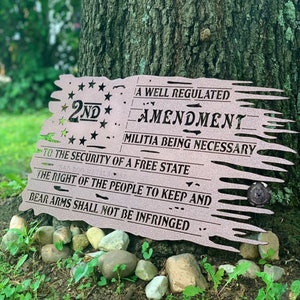 2ND
A WELL REGULATED
AMENDMENT
MILITIA BEING NECESSARY
TO THE SECURITY OF A FREE STATE
THE RIGHT OF THE PEOPLE TO KEEP AND
BEAR ARMS SHALL NOT BE INFRINGED